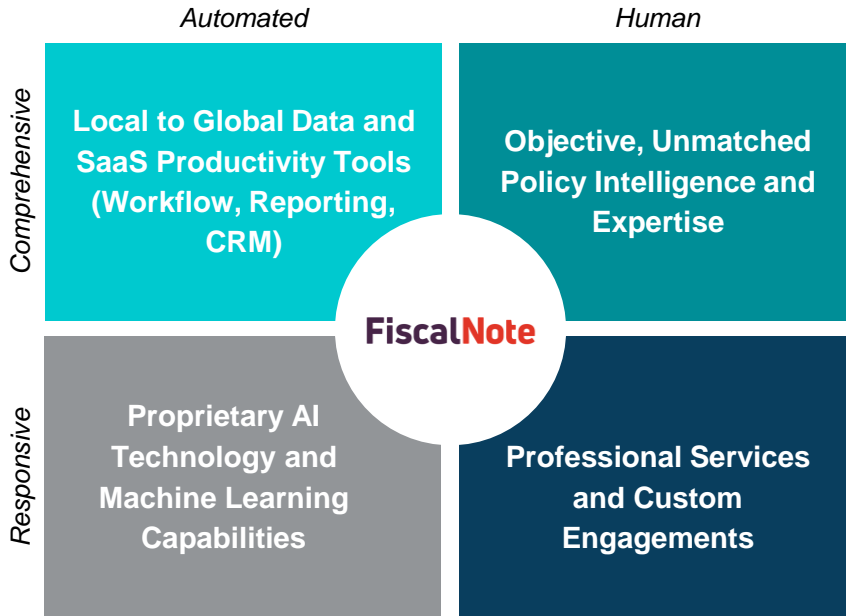 Automated
Human
Comprehensive
Local to Global Data and
SaaS Productivity Tools
(Workflow, Reporting,
CRM)
Objective, Unmatched
Policy Intelligence and
Expertise
FiscalNote
Responsive
Proprietary AI
Technology and
Machine Learning
Capabilities
Professional Services
and Custom
Engagements